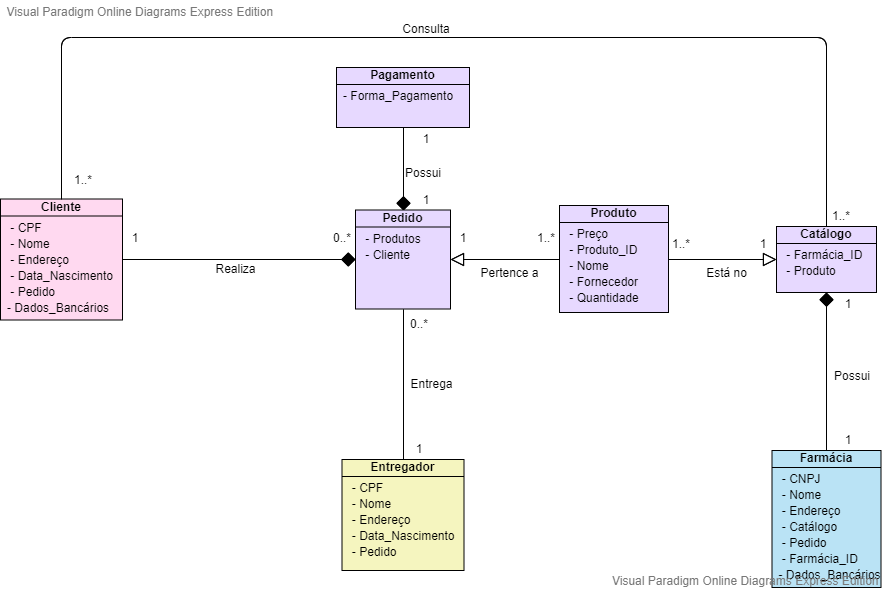 Visual Paradigm Online Diagrams Express Edition
Consulta
Pagamento
- Forma_Pagamento
1
Possui
1
1..*
Cliente
- CPF
- Nome
- Endereço
- Data_Nascimento
- Pedido
- Dados_Bancários
1
Realiza
0..*
Pedido
- Produtos
- Cliente
1
Pertence a
1..*
Produto
- Preço
- Produto_ID
- Nome
- Fornecedor
- Quantidade
1..*
Está no
1
1..*
Catálogo
- Farmácia_ID
- Produto
1
Possui
1
0..*
Entrega
1
Entregador
- CPF
- Nome
- Endereço
- Data_Nascimento
- Pedido
Farmácia
- CNPJ
- Nome
- Endereço
- Catálogo
- Pedido
- Farmácia_ID
- Dados_Bancários
Visual Paradigm Online Diagrams Express Edition